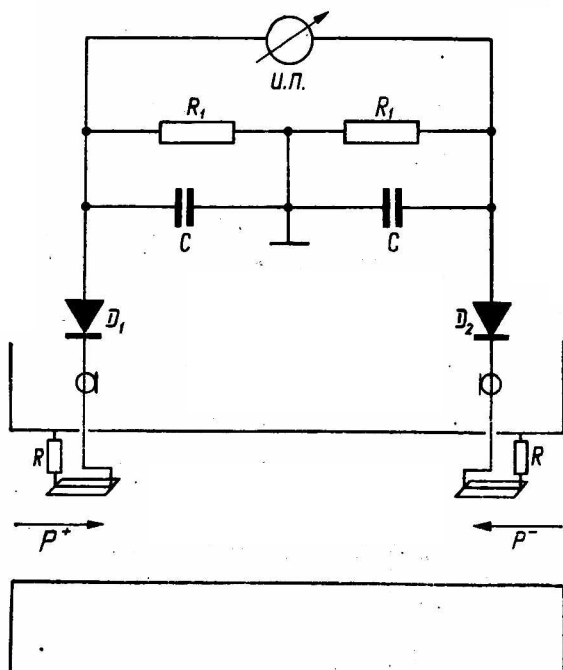 и.п.
R₁ R₁
C C
D₁ D₂
R R
P⁺ P⁻